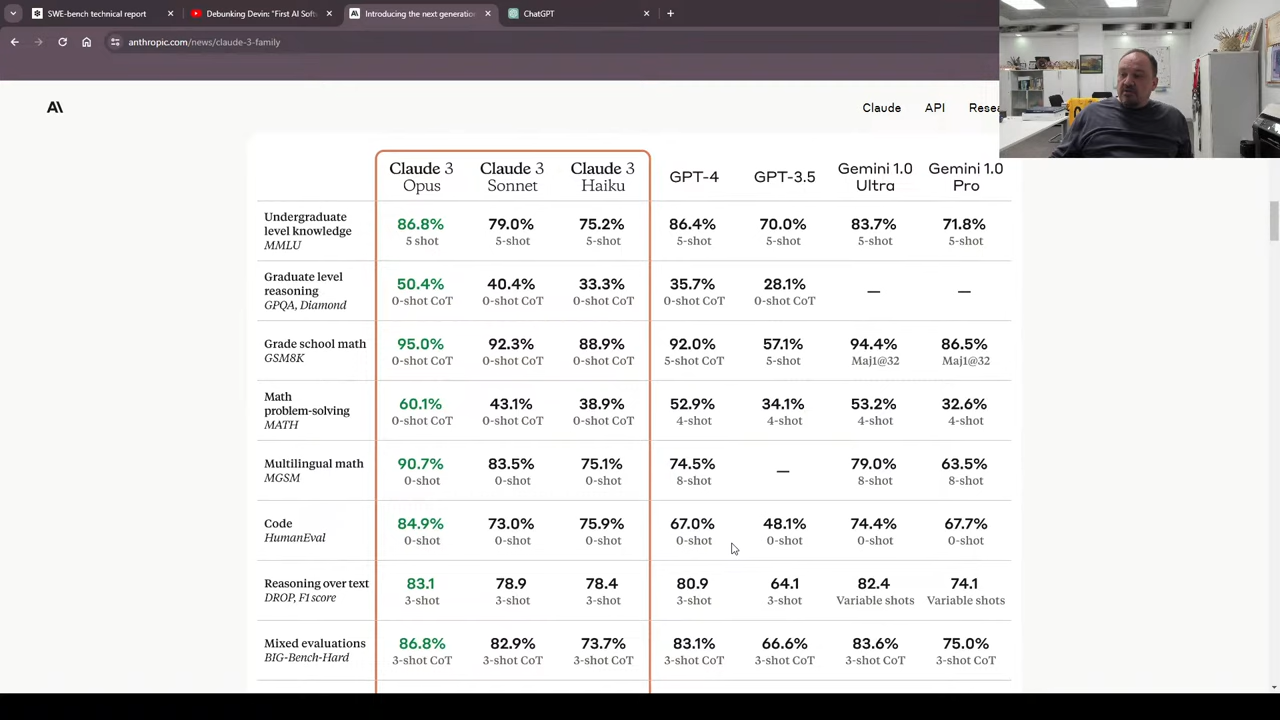 SWE-bench technical report
Debunking Devin: "First AI Soft
Introducing the next generation
ChatGPT
anthropic.com/news/claude-3-family
Claude API Resea
Claude 3 Opus Claude 3 Sonnet Claude 3 Haiku GPT-4 GPT-3.5 Gemini 1.0 Ultra Gemini 1.0 Pro
Undergraduate
level knowledge
MMLU
86.8% 79.0% 75.2% 86.4% 70.0% 83.7% 71.8%
5 shot 5-shot 5-shot 5-shot 5-shot 5-shot 5-shot
Graduate level
reasoning
GPQA, Diamond
50.4% 40.4% 33.3% 35.7% 28.1% — —
0-shot CoT 0-shot CoT 0-shot CoT 0-shot CoT 0-shot CoT
Grade school math
GSM8K
95.0% 92.3% 88.9% 92.0% 57.1% 94.4% 86.5%
0-shot CoT 0-shot CoT 0-shot CoT 5-shot CoT 5-shot Maj1@32 Maj1@32
Math
problem-solving
MATH
60.1% 43.1% 38.9% 52.9% 34.1% 53.2% 32.6%
0-shot CoT 0-shot CoT 0-shot CoT 4-shot 4-shot 4-shot 4-shot
Multilingual math
MGSM
90.7% 83.5% 75.1% 74.5% — 79.0% 63.5%
0-shot 0-shot 0-shot 8-shot 8-shot 8-shot
Code
HumanEval
84.9% 73.0% 75.9% 67.0% 48.1% 74.4% 67.7%
0-shot 0-shot 0-shot 0-shot 0-shot 0-shot 0-shot
Reasoning over text
DROP, F1 score
83.1 78.9 78.4 80.9 64.1 82.4 74.1
3-shot 3-shot 3-shot 3-shot 3-shot Variable shots Variable shots
Mixed evaluations
BIG-Bench-Hard
86.8% 82.9% 73.7% 83.1% 66.6% 83.6% 75.0%
3-shot CoT 3-shot CoT 3-shot CoT 3-shot CoT 3-shot CoT 3-shot CoT 3-shot CoT